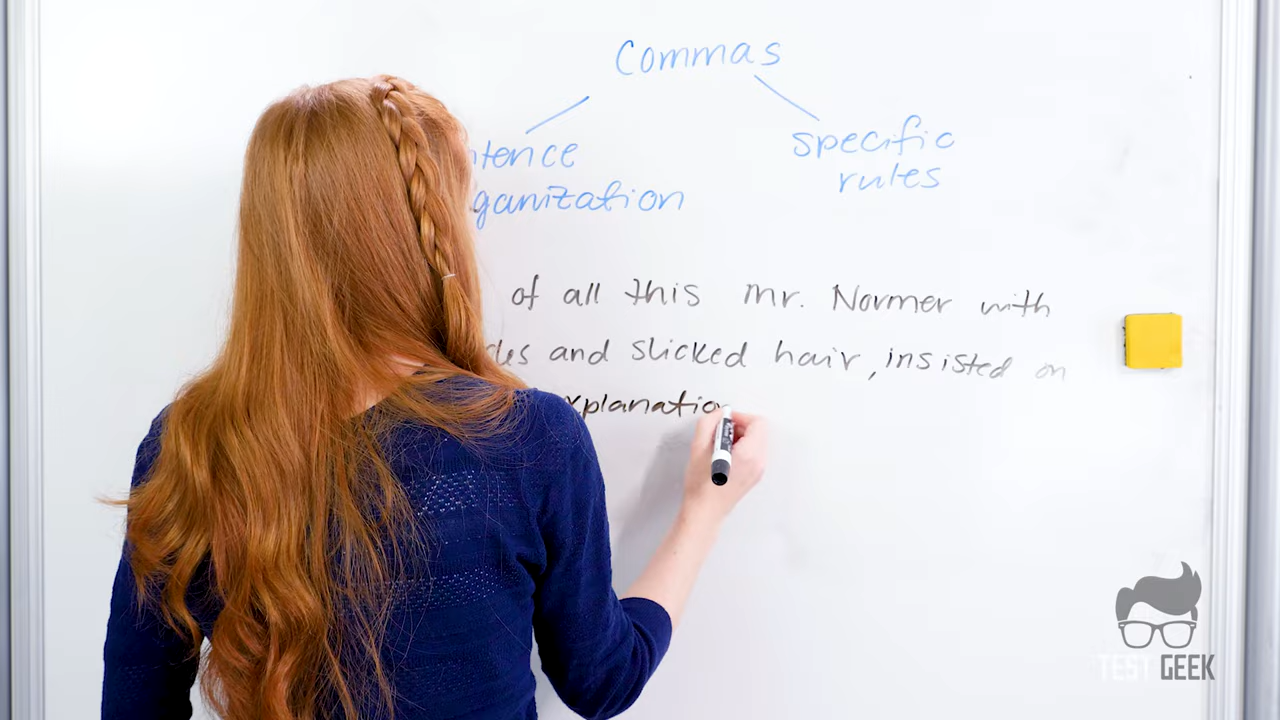 Commas
ntence
specific
ganization
rules
of all this Mr. Normer with
des and slicked hair, insisted on
xplanatio
TEST GEEK